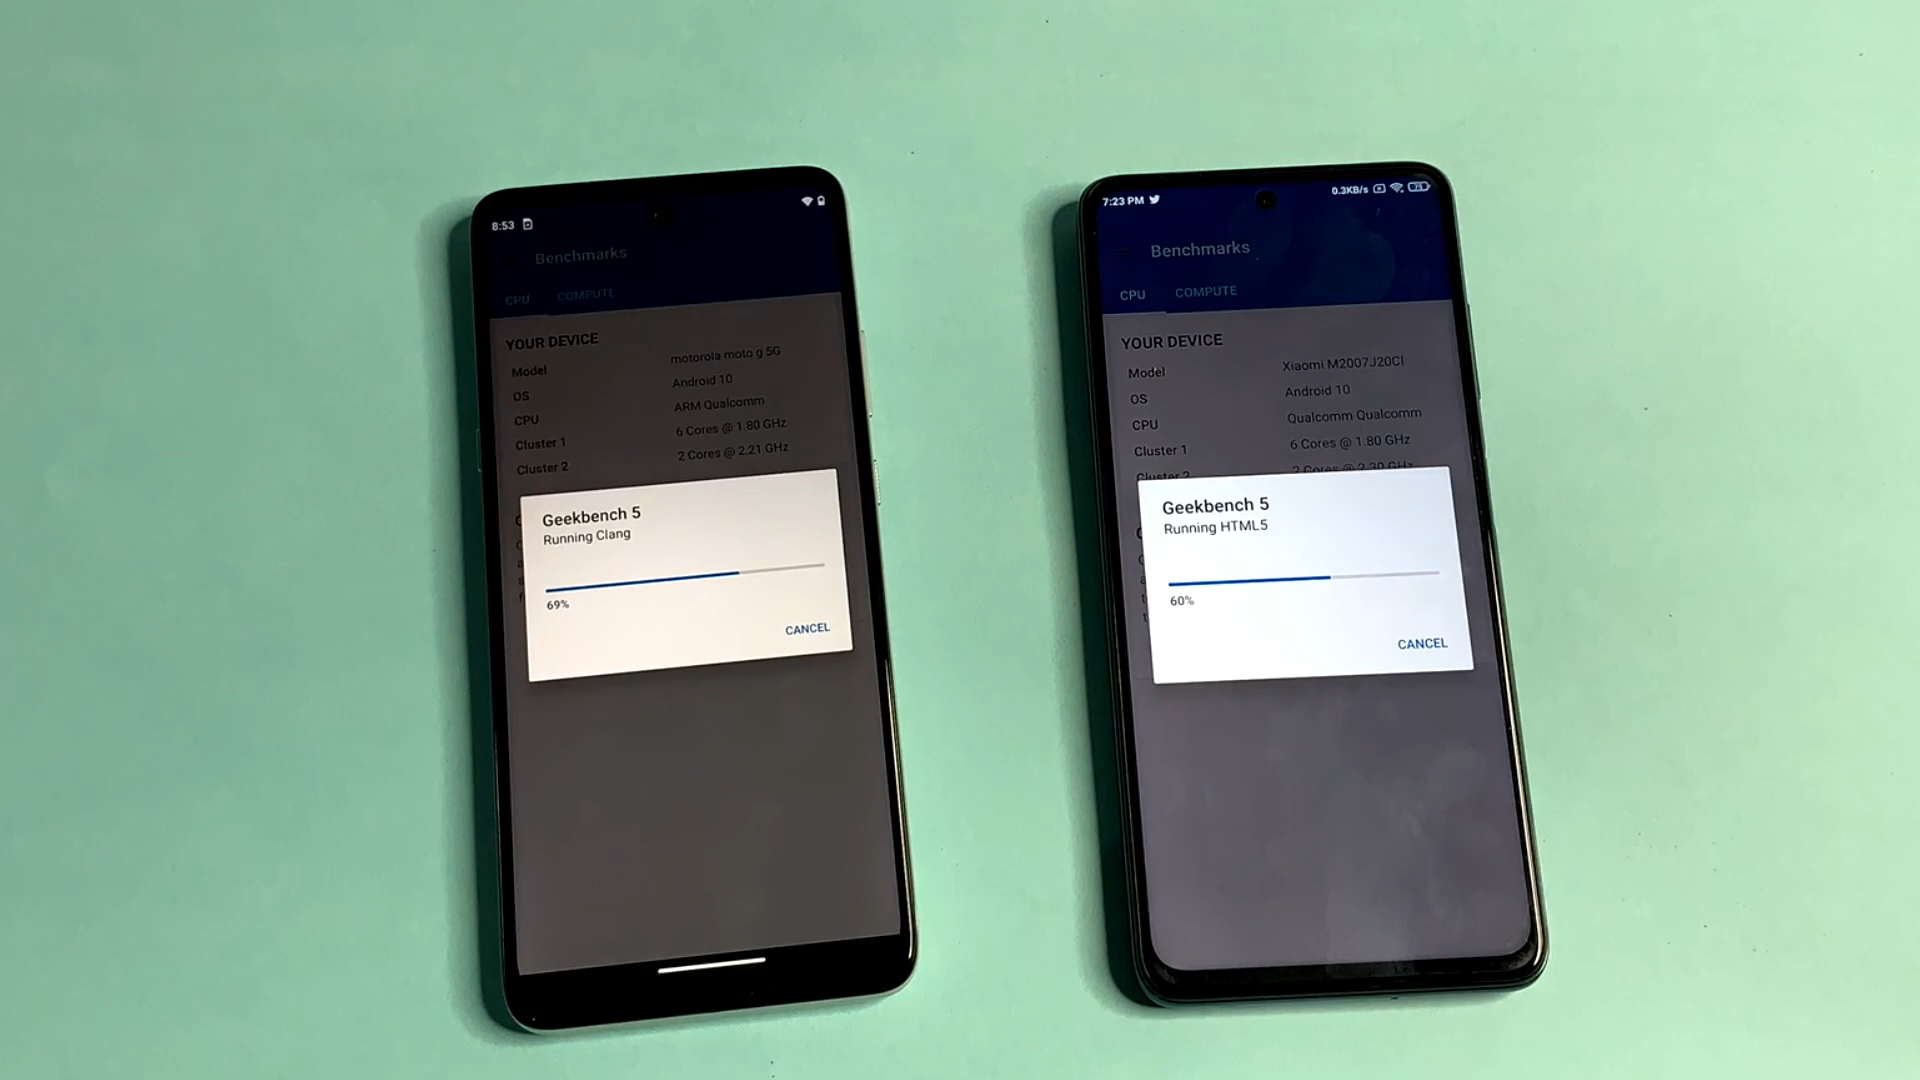 8:53
Benchmarks
CPU COMPUTE
YOUR DEVICE
Model motorola moto g 5G
OS Android 10
CPU ARM Qualcomm
Cluster 1 6 Cores @ 1.80 GHz
Cluster 2 2 Cores @ 2.21 GHz
Geekbench 5
Running Clang
69%
CANCEL
7:23 PM 0.3KB/s 75
Benchmarks
CPU COMPUTE
YOUR DEVICE
Model Xiaomi M2007J20CI
OS Android 10
CPU Qualcomm Qualcomm
Cluster 1 6 Cores @ 1.80 GHz
Cluster 2 2 Cores @ 2.30 GHz
Geekbench 5
Running HTML5
60%
CANCEL